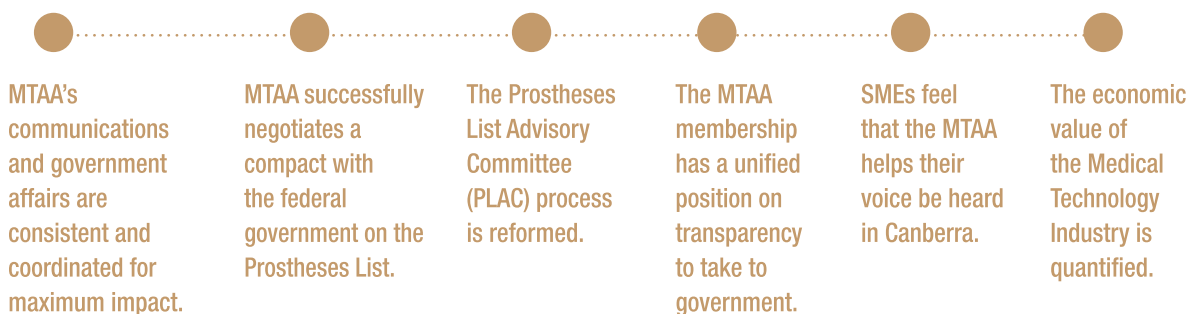 MTAA's
communications
and government
affairs are
consistent and
coordinated for
maximum impact.
MTAA successfully
negotiates a
compact with
the federal
government on the
Prostheses List.
The Prostheses
List Advisory
Committee
(PLAC) process
is reformed.
The MTAA
membership
has a unified
position on
transparency
to take to
government.
SMEs feel
that the MTAA
helps their
voice be heard
in Canberra.
The economic
value of
the Medical
Technology
Industry is
quantified.